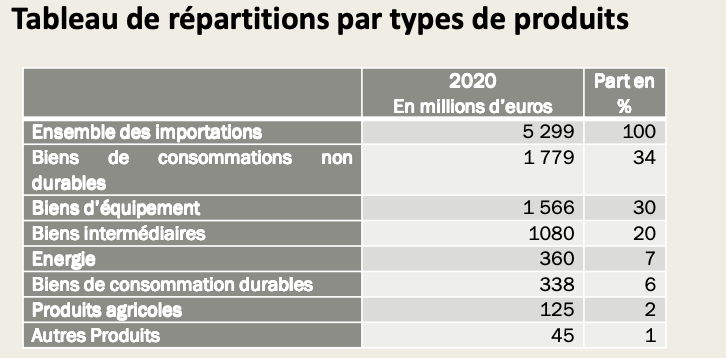 Tableau de répartitions par types de produits
2020 Part en
En millions d’euros %
Ensemble des importations 5 299 100
Biens de consommations non 1 779 34
durables
Biens d’équipement 1 566 30
Biens intermédiaires 1080 20
Energie 360 7
Biens de consommation durables 338 6
Produits agricoles 125 2
Autres Produits 45 1